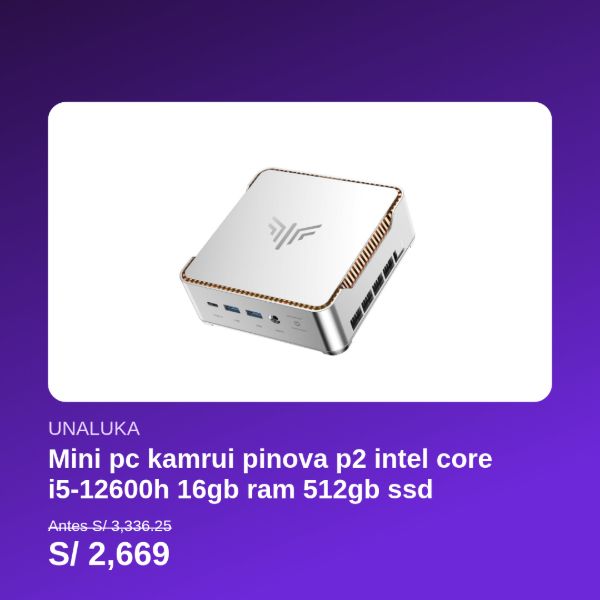 UNALUKA
Mini pc kamrui pinova p2 intel core
i5-12600h 16gb ram 512gb ssd
Antes S/ 3,336.25
S/ 2,669